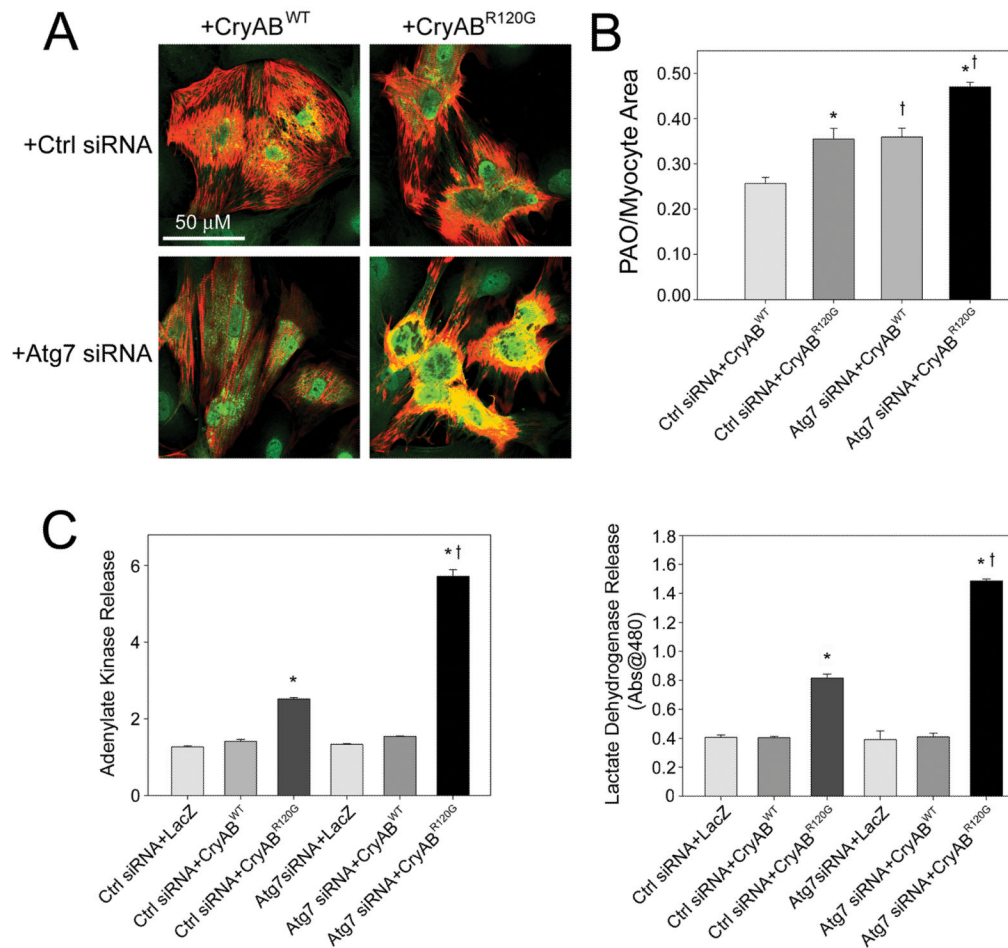 A
+CryAB^WT
+CryAB^R120G
+Ctrl siRNA
50 μM
+Atg7 siRNA
B
PAO/Myocyte Area
0.50
0.40
0.30
0.20
0.10
0.00
*
†
*†
Ctrl siRNA+CryAB^WT
Ctrl siRNA+CryAB^R120G
Atg7 siRNA+CryAB^WT
Atg7 siRNA+CryAB^R120G
C
Adenylate Kinase Release
6
4
2
0
*
*†
Ctrl siRNA+LacZ
Ctrl siRNA+CryAB^WT
Ctrl siRNA+CryAB^R120G
Atg7siRNA+LacZ
Atg7 siRNA+CryAB^WT
Atg7 siRNA+CryAB^R120G
Lactate Dehydrogenase Release
(Abs@480)
1.8
1.6
1.4
1.2
1.0
0.8
0.6
0.4
0.2
0
*
*†
Ctrl siRNA+LacZ
Ctrl siRNA+CryAB^WT
Ctrl siRNA+CryAB^R120G
Atg7siRNA+LacZ
Atg7 siRNA+CryAB^WT
Atg7 siRNA+CryAB^R120G